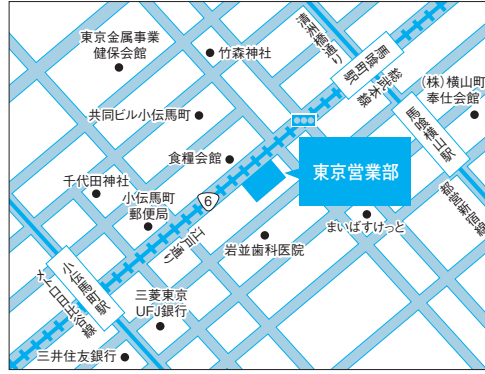 東京金属事業
健保会館
竹森神社
清洲橋通り
馬喰町駅
総武本線
(株)横山町
奉仕会館
共同ビル小伝馬町
馬喰横山駅
食糧会館
東京営業部
千代田神社
6
小伝馬町
郵便局
江戸通り
まいばすけっと
都営新宿線
岩並歯科医院
小伝馬町駅
メトロ日比谷線
三菱東京
UFJ銀行
三井住友銀行